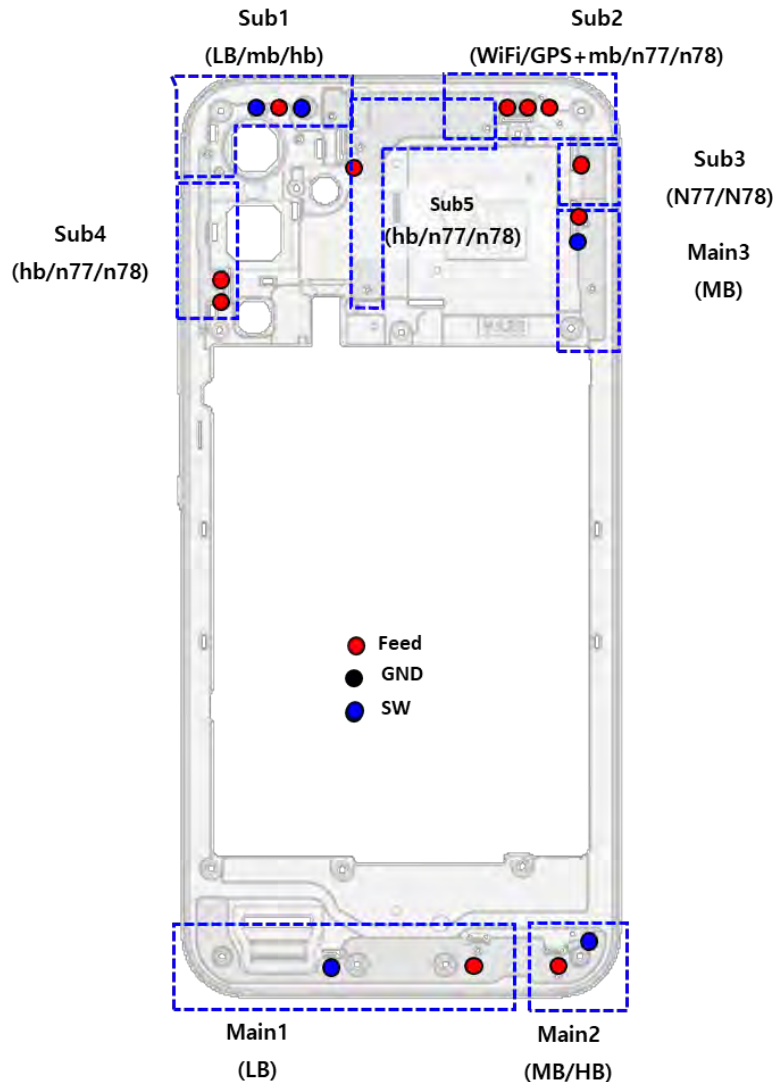 Sub1
(LB/mb/hb)
Sub2
(WiFi/GPS+mb/n77/n78)
Sub3
(N77/N78)
Sub5
(hb/n77/n78)
Sub4
(hb/n77/n78)
Main3
(MB)
Feed
GND
SW
Main1
(LB)
Main2
(MB/HB)